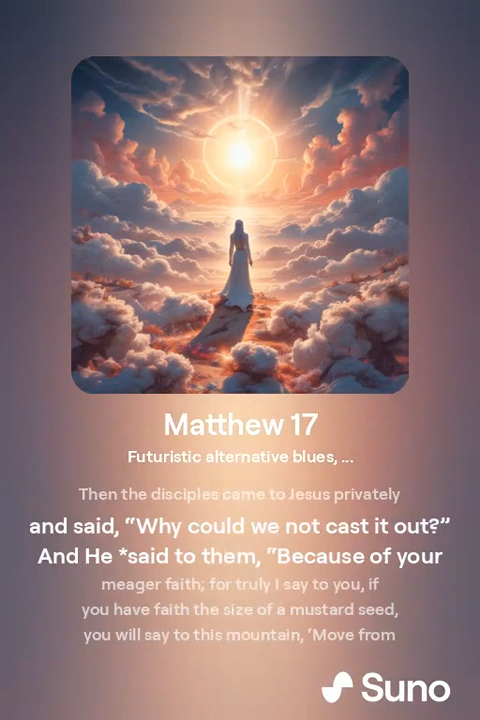 Matthew 17
Futuristic alternative blues, ...
Then the disciples came to Jesus privately
and said, “Why could we not cast it out?”
And He *said to them, “Because of your
meager faith; for truly I say to you, if
you have faith the size of a mustard seed,
you will say to this mountain, ‘Move from
Suno